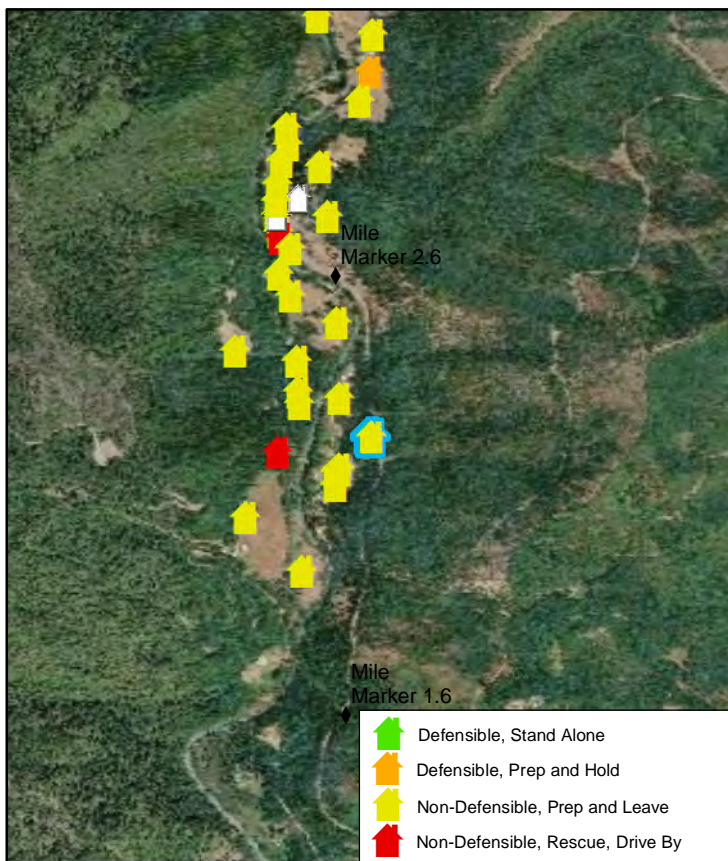 Mile
Marker 2.6
Mile
Marker 1.6
Defensible, Stand Alone
Defensible, Prep and Hold
Non-Defensible, Prep and Leave
Non-Defensible, Rescue, Drive By